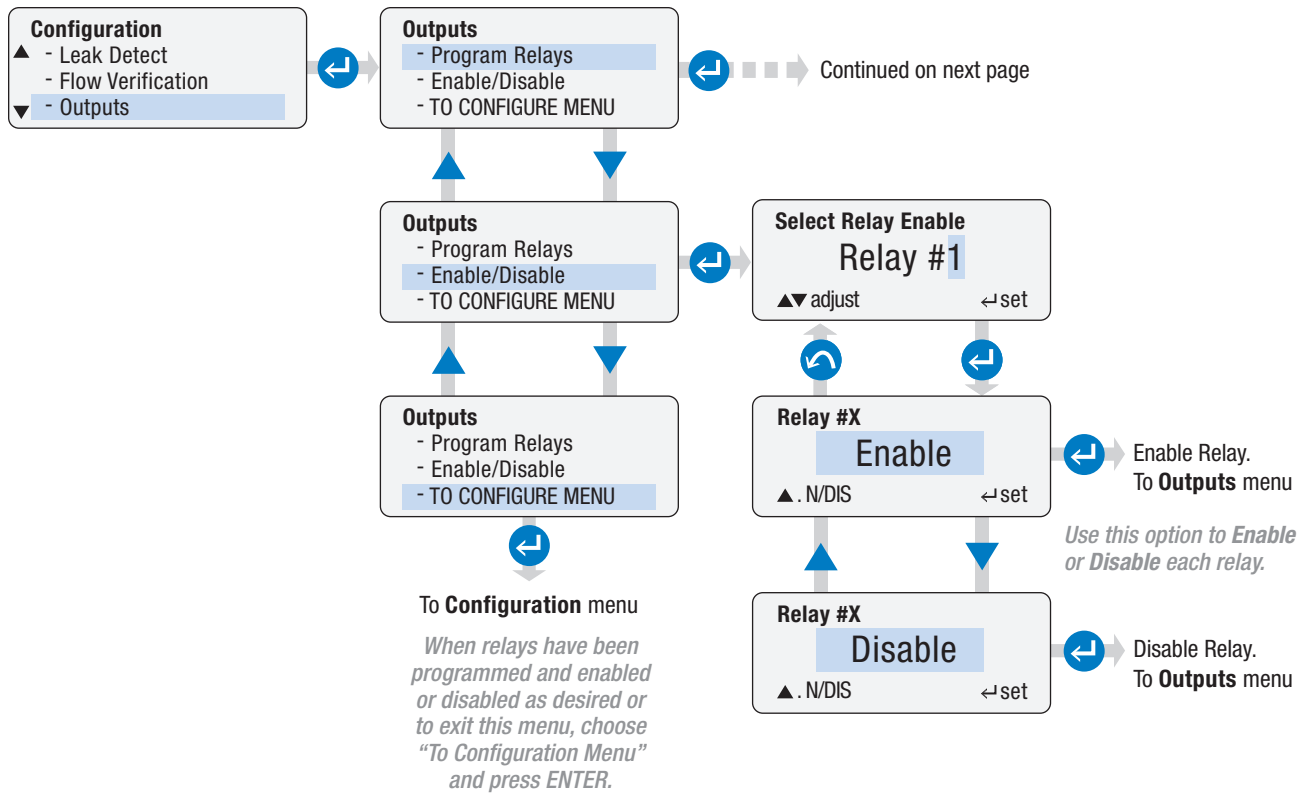 Configuration
▲ - Leak Detect
- Flow Verification
▼ - Outputs
Outputs
- Program Relays
- Enable/Disable
- TO CONFIGURE MENU
Continued on next page
Outputs
- Program Relays
- Enable/Disable
- TO CONFIGURE MENU
Select Relay Enable
Relay #1
▲▼ adjust ↵ set
Outputs
- Program Relays
- Enable/Disable
- TO CONFIGURE MENU
To Configuration menu
When relays have been
programmed and enabled
or disabled as desired or
to exit this menu, choose
“To Configuration Menu”
and press ENTER.
Relay #X
Enable
▲ . N/DIS ↵ set
Enable Relay.
To Outputs menu
Use this option to Enable
or Disable each relay.
Relay #X
Disable
▲ . N/DIS ↵ set
Disable Relay.
To Outputs menu